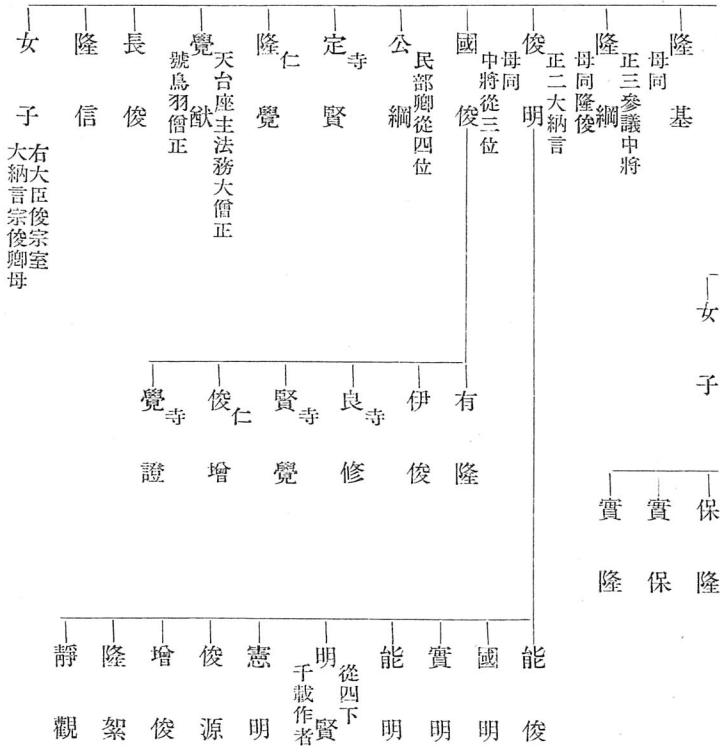 隆基
母同
正三參議中將
隆綱
母同隆俊
正二大納言
俊明
母同
中將從三位
國俊
民部卿從四位
公綱
寺
定賢
仁
隆覺
天台座主法務大僧正
覺猷
號鳥羽僧正
長俊
隆信
女子
右大臣俊宗室
大納言宗俊卿母
女子
保隆
實保
實隆
有隆
伊俊
寺
良修
寺
賢覺
仁
俊增
寺
覺證
能俊
國明
實明
能明
從四下
明賢
千載作者
憲明
俊源
增俊
隆絮
靜觀